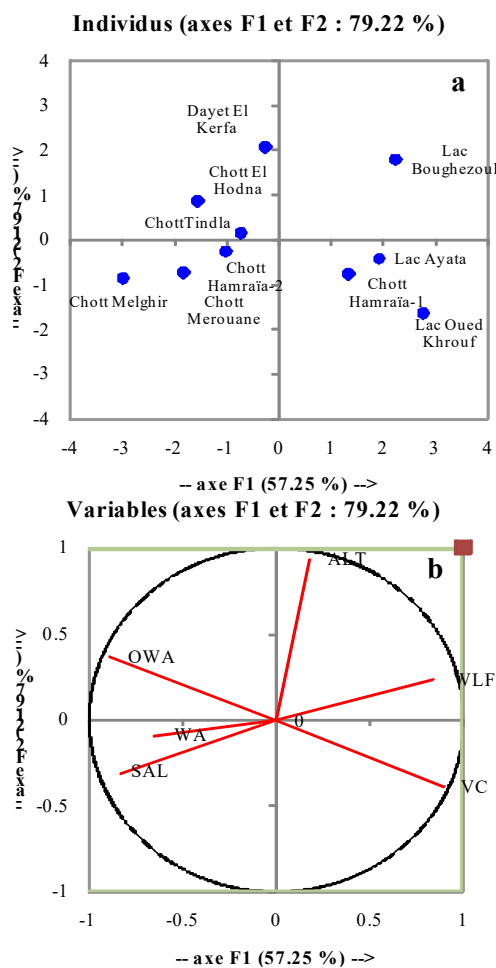 Individus (axes F1 et F2 : 79.22 %)
a
4
3
2
1
0
-1
-2
-3
-4
Dayet El
Kerfa
Lac
Boughezoul
Chott El
Hodna
ChottTindla
Chott
Hamraïa-2
Lac Ayata
Chott Melghir
Chott
Merouane
Chott
Hamraïa-1
Lac Oued
Khrouf
-4 -3 -2 -1 0 1 2 3 4
-- axe F1 (57.25 %) -->
Variables (axes F1 et F2 : 79.22 %)
b
1
0.5
0
-0.5
-1
ALT
OWA
WLF
0
WA
SAL
VC
-1 -0.5 0 0.5 1
-- axe F1 (57.25 %) -->